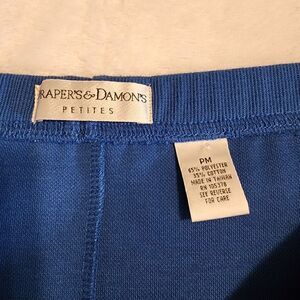 RAPER'S & DAMON'S
PETITES
PM
65% POLYESTER
35% COTTON
MADE IN TAIWAN
RN 105378
SEE REVERSE
FOR CARE